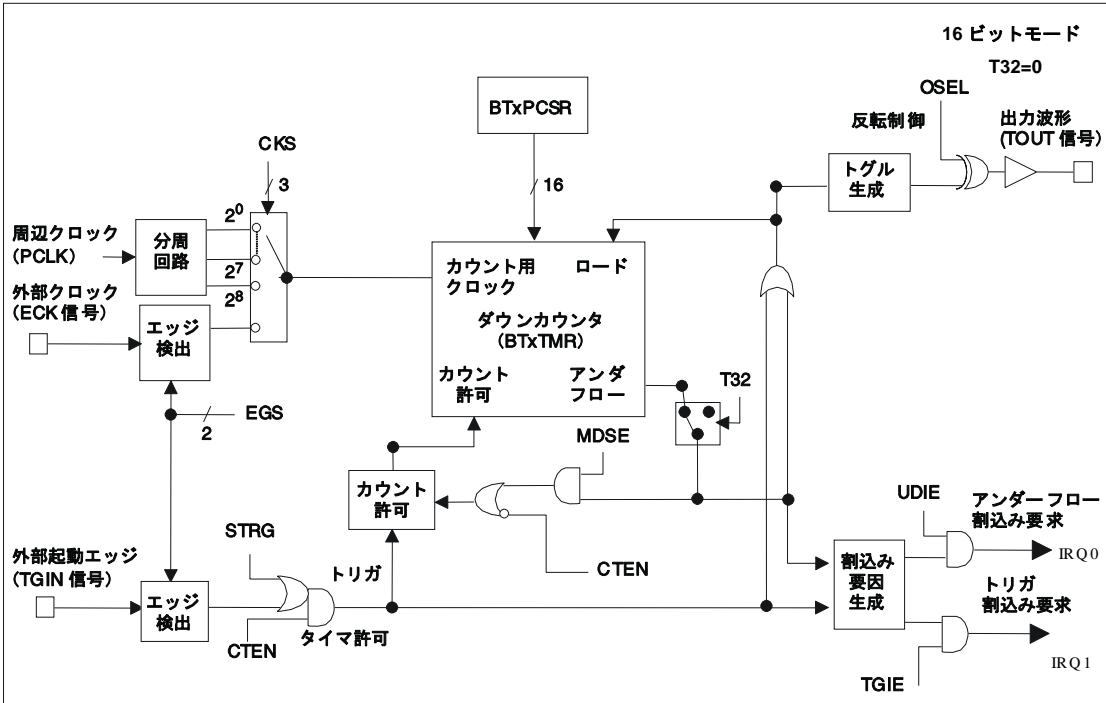 16 ビットモード
T32=0
OSEL
反転制御
出力波形
(TOUT 信号)
BTxPCSR
CKS
3
16
トグル
生成
2⁰
周辺クロック
(PCLK)
分周
回路
2⁷
2⁸
外部クロック
(ECK 信号)
エッジ
検出
カウント用
クロック
ロード
ダウンカウンタ
(BTxTMR)
カウント
許可
アンダ
フロー
T32
EGS
2
MDSE
カウント
許可
UDIE
アンダーフロー
割込み要求
IRQ0
STRG
外部起動エッジ
(TGIN 信号)
トリガ
CTEN
割込み
要因
生成
トリガ
割込み要求
エッジ
検出
タイマ許可
CTEN
IRQ1
TGIE